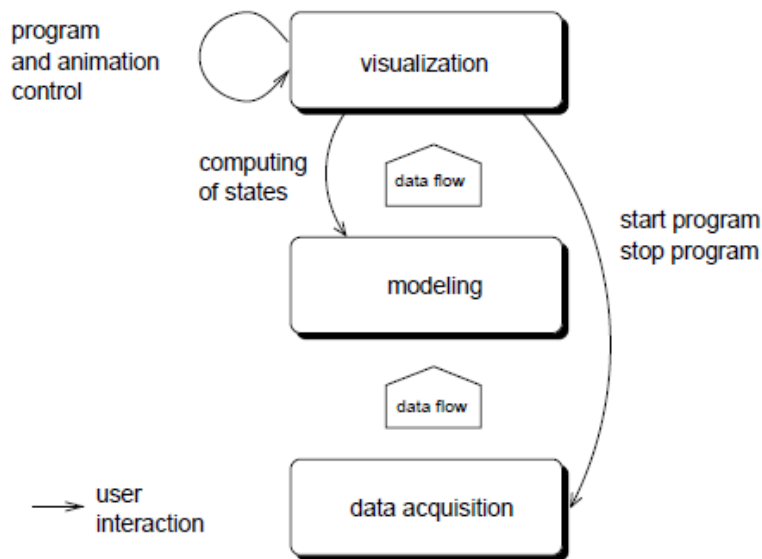 program
and animation
control
visualization
computing
of states
data flow
start program
stop program
modeling
data flow
data acquisition
user
interaction